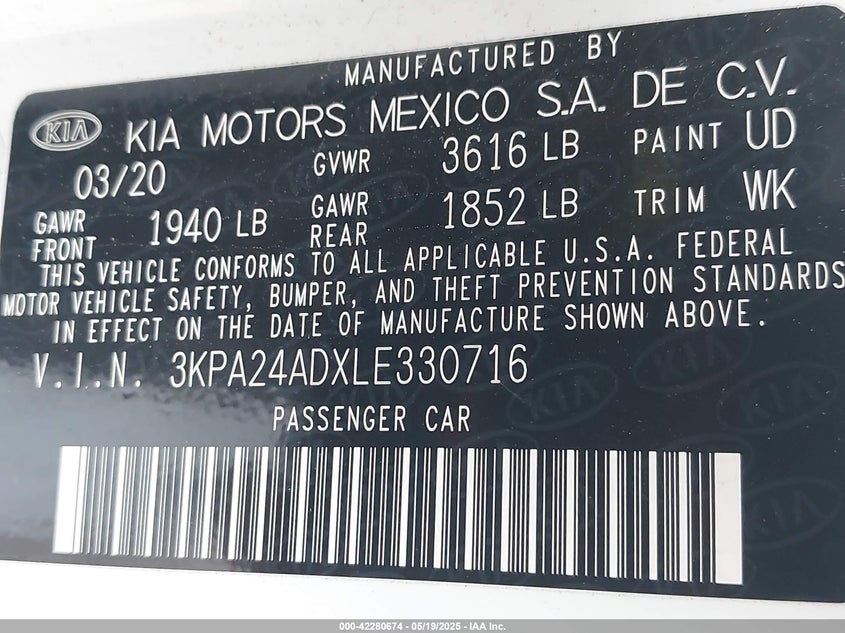 MANUFACTURED BY
KIA KIA MOTORS MEXICO S.A. DE C.V.
03/20 GVWR 3616 LB PAINT UD
GAWR FRONT 1940 LB GAWR REAR 1852 LB TRIM WK
THIS VEHICLE CONFORMS TO ALL APPLICABLE U.S.A. FEDERAL
MOTOR VEHICLE SAFETY, BUMPER, AND THEFT PREVENTION STANDARDS
IN EFFECT ON THE DATE OF MANUFACTURE SHOWN ABOVE.
V.I.N. 3KPA24ADXLE330716
PASSENGER CAR
000-42280674 - 05/19/2025 - IAA Inc.